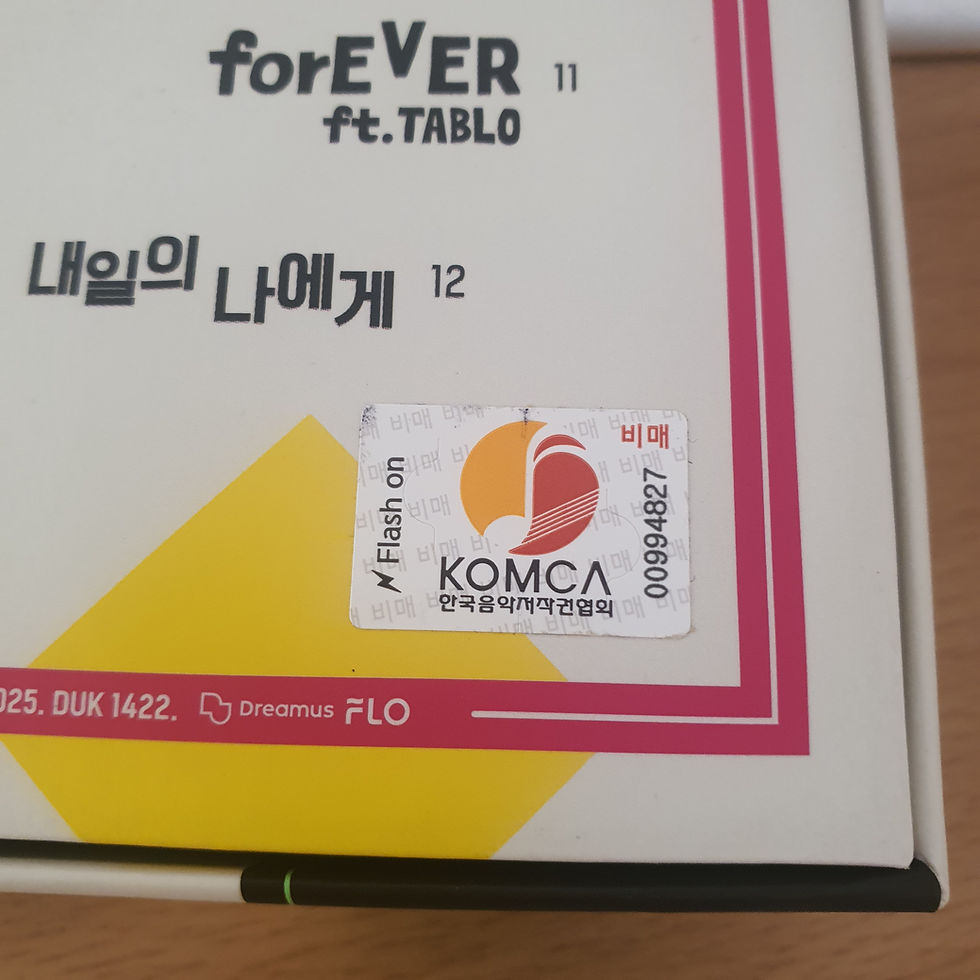 forEVER 11
ft.TABLO
내일의 나에게 12
비매
Flash on
00994827
KOMCA
한국음악저작권협회
025. DUK 1422. Dreamus FLO